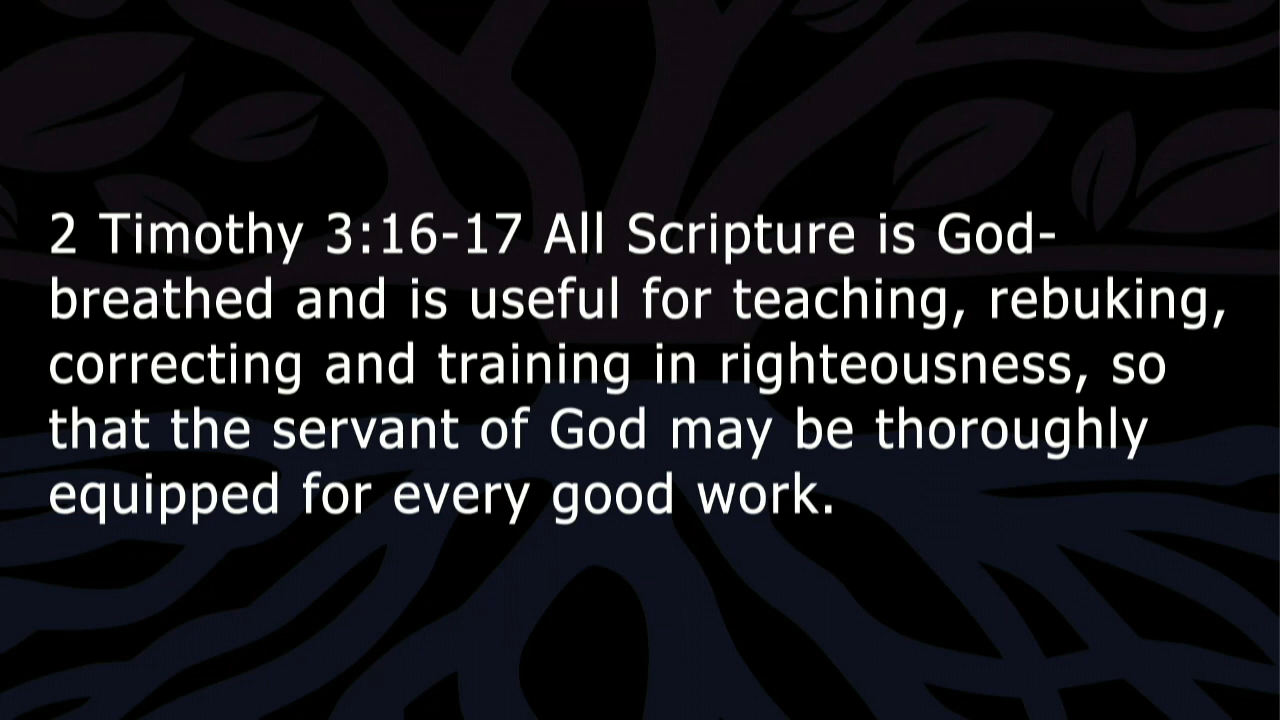 2 Timothy 3:16-17 All Scripture is God-
breathed and is useful for teaching, rebuking,
correcting and training in righteousness, so
that the servant of God may be thoroughly
equipped for every good work.